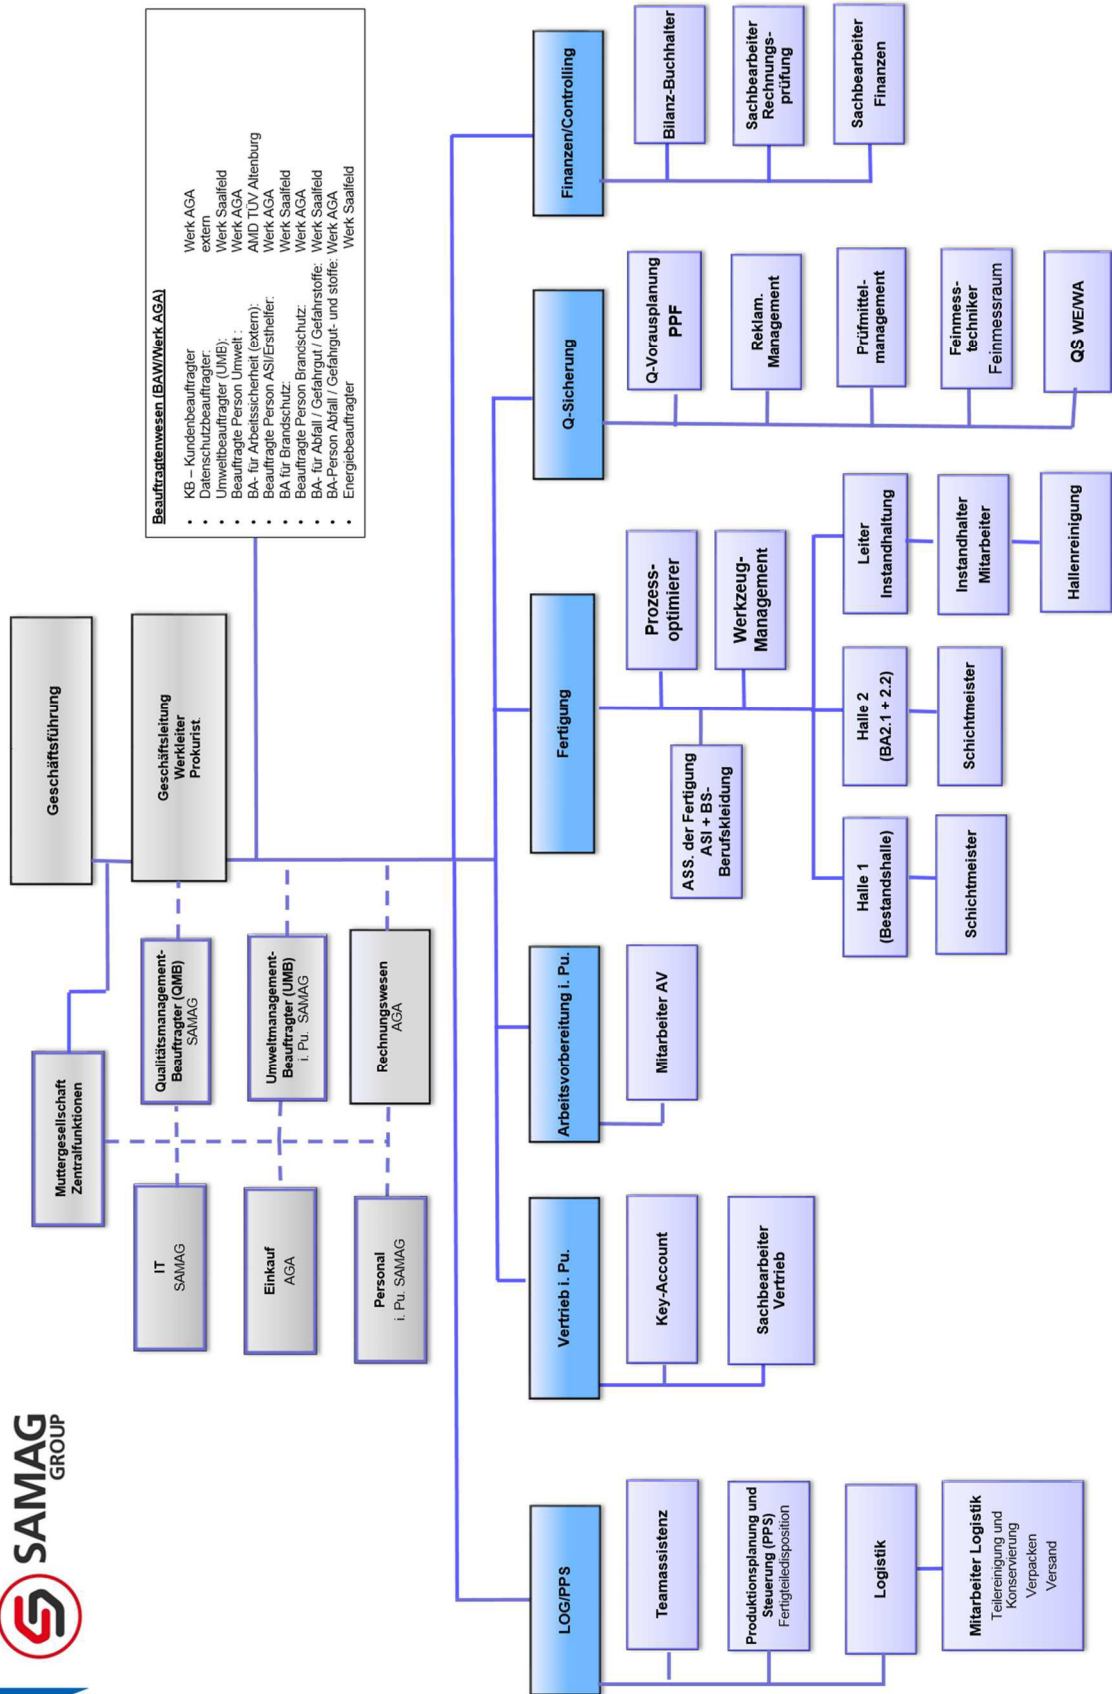 SAMAG
GROUP
Geschäftsführung
Geschäftsleitung
Werkleiter
Prokurist
Muttergesellschaft
Zentralfunktionen
IT
SAMAG
Qualitätsmanagement-
Beauftragter (QMB)
SAMAG
Einkauf
AGA
Umweltmanagement-
Beauftragter (UMB)
i. Pu. SAMAG
Personal
i. Pu. SAMAG
Rechnungswesen
AGA
Beauftragtenwesen (BAW/Werk AGA)
• KB – Kundenbeauftragter Werk AGA
• Datenschutzbeauftragter: extern
• Umweltbeauftragter (UMB): Werk Saalfeld
• Beauftragte Person Umwelt : Werk AGA
• BA- für Arbeitssicherheit (extern): AMD TÜV Altenburg
• Beauftragte Person ASI/Ersthelfer: Werk AGA
• BA für Brandschutz: Werk Saalfeld
• Beauftragte Person Brandschutz: Werk AGA
• BA- für Abfall / Gefahrgut / Gefahrstoffe: Werk Saalfeld
• BA-Person Abfall / Gefahrgut- und stoffe: Werk AGA
• Energiebeauftragter Werk Saalfeld
LOG/PPS
Teamassistenz
Produktionsplanung und
Steuerung (PPS)
Fertigteiledisposition
Logistik
Mitarbeiter Logistik
Teilereinigung und
Konservierung
Verpacken
Versand
Vertrieb i. Pu.
Key-Account
Sachbearbeiter
Vertrieb
Arbeitsvorbereitung i. Pu.
Mitarbeiter AV
Fertigung
Prozess-
optimierer
ASS. der Fertigung
ASI + BS-
Berufskleidung
Werkzeug-
Management
Halle 1
(Bestandshalle)
Schichtmeister
Halle 2
(BA2.1 + 2.2)
Schichtmeister
Leiter
Instandhaltung
Instandhalter
Mitarbeiter
Hallenreinigung
Q-Sicherung
Q-Vorausplanung
PPF
Reklam.
Management
Prüfmittel-
management
Feinmess-
techniker
Feinmessraum
QS WE/WA
Finanzen/Controlling
Bilanz-Buchhalter
Sachbearbeiter
Rechnungs-
prüfung
Sachbearbeiter
Finanzen